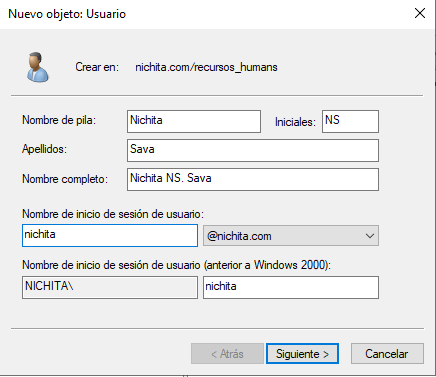 Nuevo objeto: Usuario
Crear en: nichita.com/recursos_humans
Nombre de pila: Nichita Iniciales: NS
Apellidos: Sava
Nombre completo: Nichita NS. Sava
Nombre de inicio de sesión de usuario:
nichita @nichita.com
Nombre de inicio de sesión de usuario (anterior a Windows 2000):
NICHITA\ nichita
< Atrás Siguiente > Cancelar